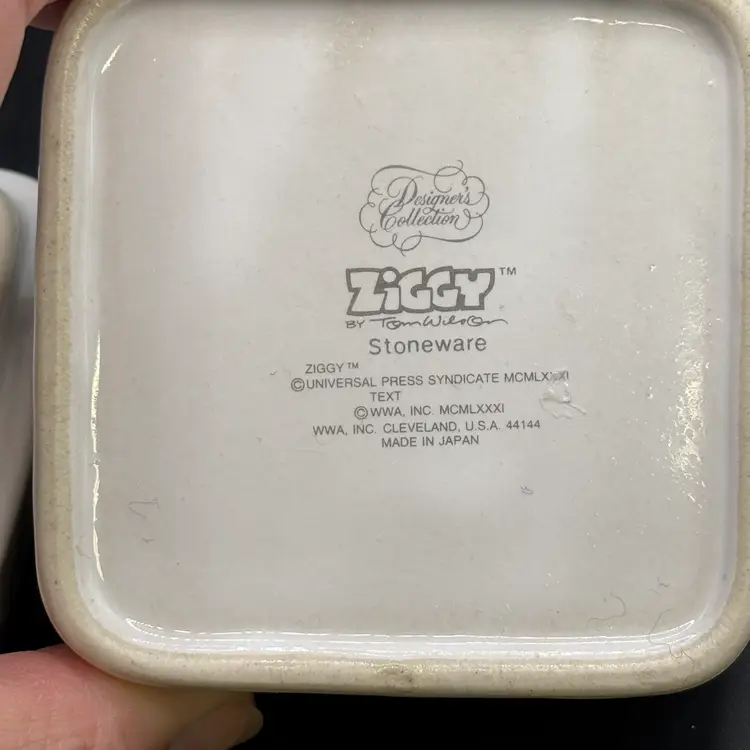 Designer's
Collection
ZiGGY™
BY Tom Wilson
Stoneware
ZIGGY™
©UNIVERSAL PRESS SYNDICATE
TEXT
©WWA, INC. MCMLXXXI
WWA, INC. CLEVELAND, U.S.A. 44144
MADE IN JAPAN